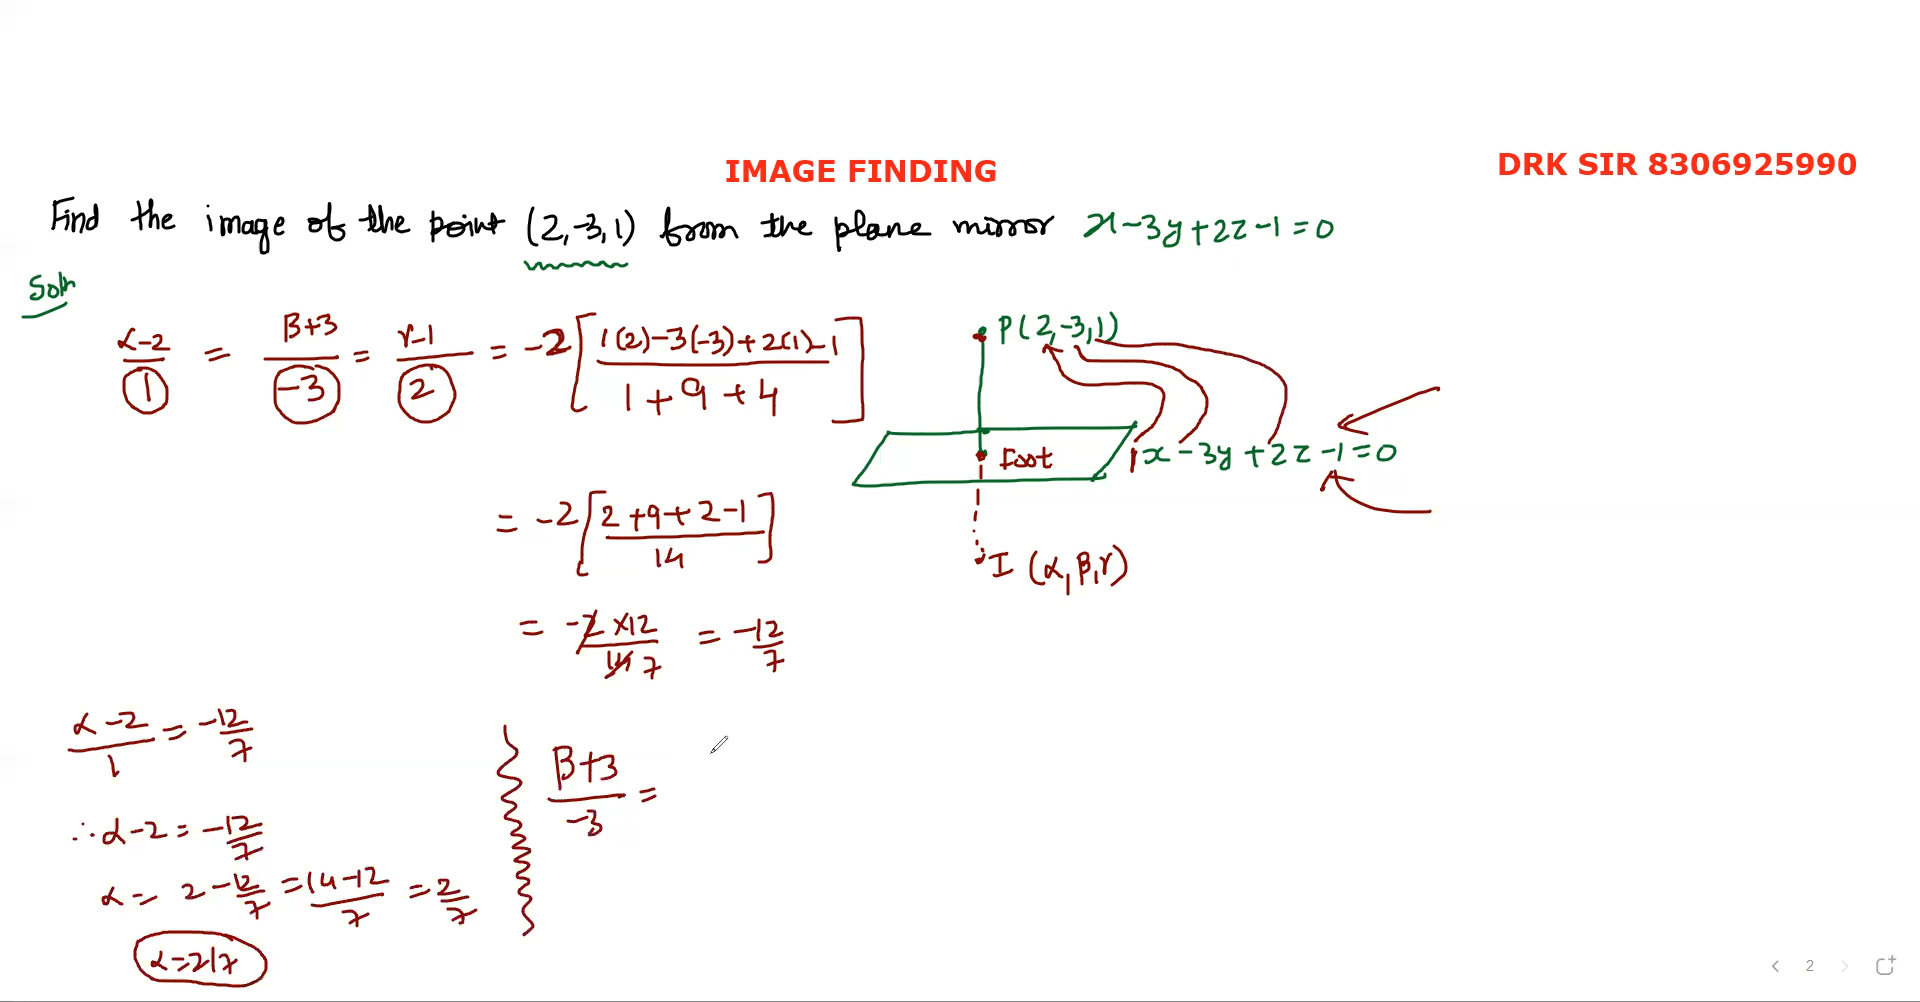 IMAGE FINDING
DRK SIR 8306925990
Find the image of the point (2,-3,1) from the plane mirror x-3y+2z-1=0
Soln
α-2/1 = β+3/-3 = γ-1/2 = -2[1(2)-3(-3)+2(1)-1/1+9+4]
P(2,-3,1)
Foot
1x-3y+2z-1=0
= -2[2+9+2-1/14]
I (α,β,γ)
= -2×12/14 7 = -12/7
α-2/1 = -12/7
β+3/-3 =
∴ α-2 = -12/7
α = 2-12/7 = 14-12/7 = 2/7
α=2/7
2